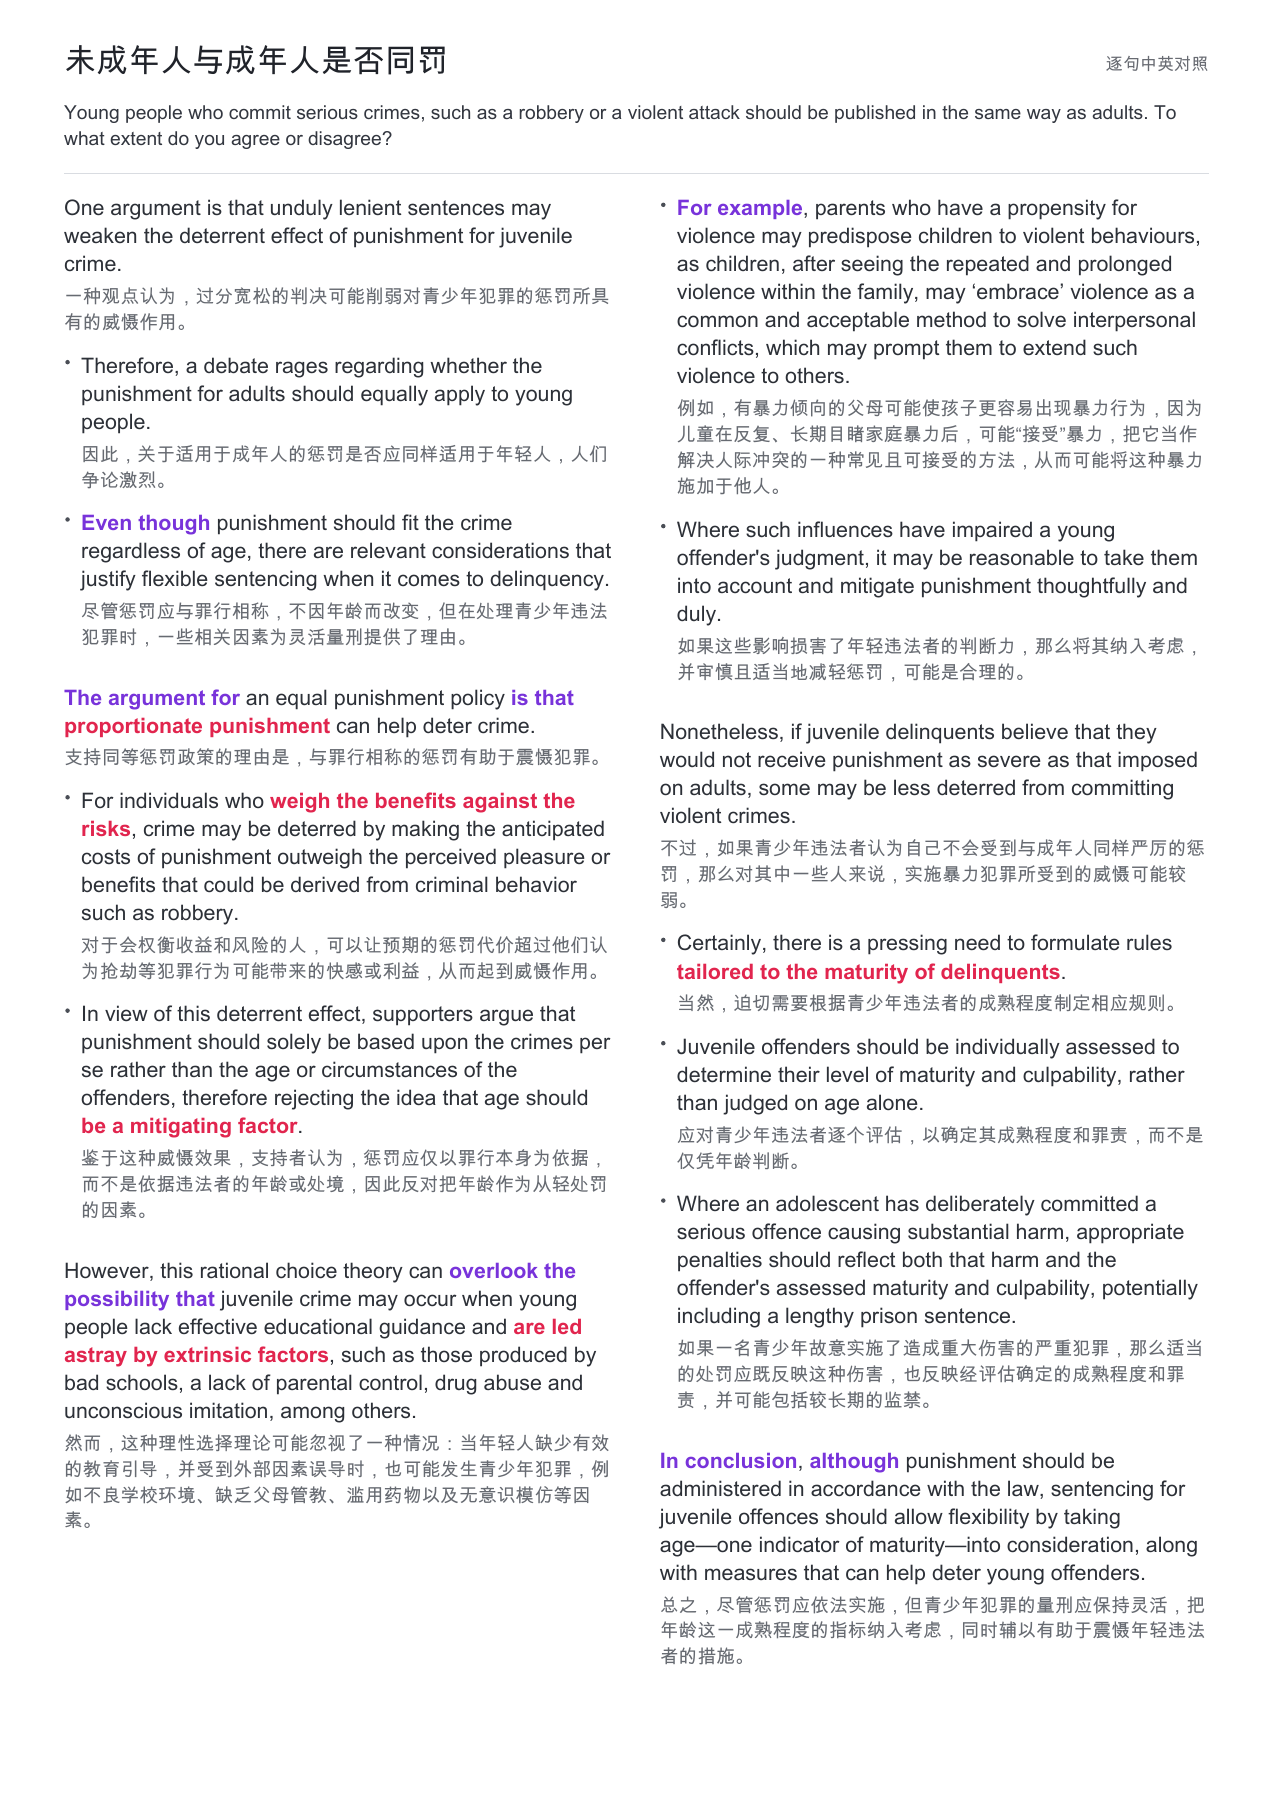 未成年人与成年人是否同罚
逐句中英对照
Young people who commit serious crimes, such as a robbery or a violent attack should be published in the same way as adults. To
what extent do you agree or disagree?
One argument is that unduly lenient sentences may
weaken the deterrent effect of punishment for juvenile
crime.
一种观点认为，过分宽松的判决可能削弱对青少年犯罪的惩罚所具
有的威慑作用。
• Therefore, a debate rages regarding whether the
punishment for adults should equally apply to young
people.
因此，关于适用于成年人的惩罚是否应同样适用于年轻人，人们
争论激烈。
• Even though punishment should fit the crime
regardless of age, there are relevant considerations that
justify flexible sentencing when it comes to delinquency.
尽管惩罚应与罪行相称，不因年龄而改变，但在处理青少年违法
犯罪时，一些相关因素为灵活量刑提供了理由。
The argument for an equal punishment policy is that
proportionate punishment can help deter crime.
支持同等惩罚政策的理由是，与罪行相称的惩罚有助于震慑犯罪。
• For individuals who weigh the benefits against the
risks, crime may be deterred by making the anticipated
costs of punishment outweigh the perceived pleasure or
benefits that could be derived from criminal behavior
such as robbery.
对于会权衡收益和风险的人，可以让预期的惩罚代价超过他们认
为抢劫等犯罪行为可能带来的快感或利益，从而起到威慑作用。
• In view of this deterrent effect, supporters argue that
punishment should solely be based upon the crimes per
se rather than the age or circumstances of the
offenders, therefore rejecting the idea that age should
be a mitigating factor.
鉴于这种威慑效果，支持者认为，惩罚应仅以罪行本身为依据，
而不是依据违法者的年龄或处境，因此反对把年龄作为从轻处罚
的因素。
However, this rational choice theory can overlook the
possibility that juvenile crime may occur when young
people lack effective educational guidance and are led
astray by extrinsic factors, such as those produced by
bad schools, a lack of parental control, drug abuse and
unconscious imitation, among others.
然而，这种理性选择理论可能忽视了一种情况：当年轻人缺少有效
的教育引导，并受到外部因素误导时，也可能发生青少年犯罪，例
如不良学校环境、缺乏父母管教、滥用药物以及无意识模仿等因
素。
• For example, parents who have a propensity for
violence may predispose children to violent behaviours,
as children, after seeing the repeated and prolonged
violence within the family, may ‘embrace’ violence as a
common and acceptable method to solve interpersonal
conflicts, which may prompt them to extend such
violence to others.
例如，有暴力倾向的父母可能使孩子更容易出现暴力行为，因为
儿童在反复、长期目睹家庭暴力后，可能“接受”暴力，把它当作
解决人际冲突的一种常见且可接受的方法，从而可能将这种暴力
施加于他人。
• Where such influences have impaired a young
offender's judgment, it may be reasonable to take them
into account and mitigate punishment thoughtfully and
duly.
如果这些影响损害了年轻违法者的判断力，那么将其纳入考虑，
并审慎且适当地减轻惩罚，可能是合理的。
Nonetheless, if juvenile delinquents believe that they
would not receive punishment as severe as that imposed
on adults, some may be less deterred from committing
violent crimes.
不过，如果青少年违法者认为自己不会受到与成年人同样严厉的惩
罚，那么对其中一些人来说，实施暴力犯罪所受到的威慑可能较
弱。
• Certainly, there is a pressing need to formulate rules
tailored to the maturity of delinquents.
当然，迫切需要根据青少年违法者的成熟程度制定相应规则。
• Juvenile offenders should be individually assessed to
determine their level of maturity and culpability, rather
than judged on age alone.
应对青少年违法者逐个评估，以确定其成熟程度和罪责，而不是
仅凭年龄判断。
• Where an adolescent has deliberately committed a
serious offence causing substantial harm, appropriate
penalties should reflect both that harm and the
offender's assessed maturity and culpability, potentially
including a lengthy prison sentence.
如果一名青少年故意实施了造成重大伤害的严重犯罪，那么适当
的处罚应既反映这种伤害，也反映经评估确定的成熟程度和罪
责，并可能包括较长期的监禁。
In conclusion, although punishment should be
administered in accordance with the law, sentencing for
juvenile offences should allow flexibility by taking
age—one indicator of maturity—into consideration, along
with measures that can help deter young offenders.
总之，尽管惩罚应依法实施，但青少年犯罪的量刑应保持灵活，把
年龄这一成熟程度的指标纳入考虑，同时辅以有助于震慑年轻违法
者的措施。